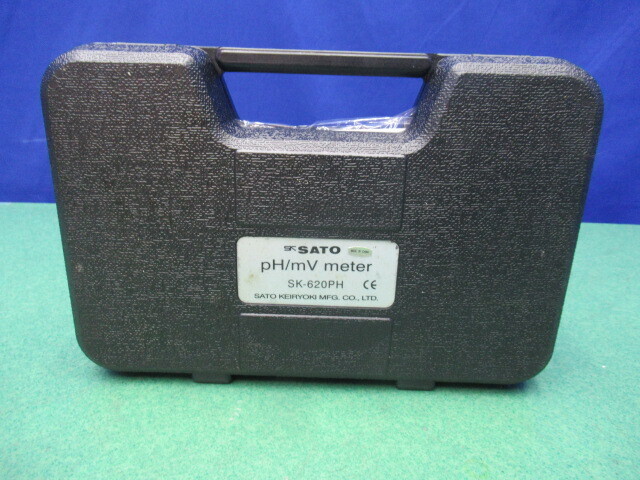 SK SATO
pH/mV meter
SK-620PH CE
SATO KEIRYOKI MFG. CO., LTD.